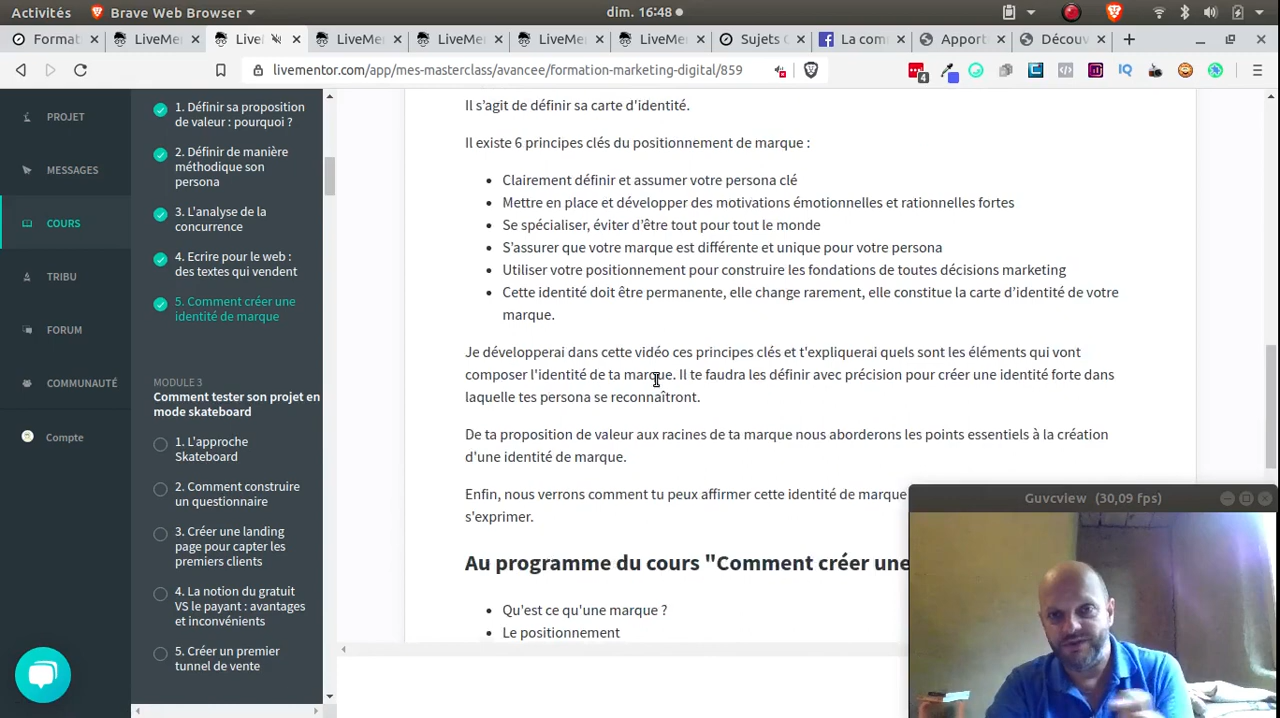 Activités
Brave Web Browser
dim. 16:48
Format
LiveMen
Live
LiveMe
LiveMen
LiveMen
LiveMen
Sujets C
La com
Apport
Découv
livementor.com/app/mes-masterclass/avancee/formation-marketing-digital/859
4
IQ
PROJET
MESSAGES
COURS
TRIBU
FORUM
COMMUNAUTÉ
Compte
1. Définir sa proposition
de valeur : pourquoi ?
2. Définir de manière
méthodique son
persona
3. L'analyse de la
concurrence
4. Ecrire pour le web :
des textes qui vendent
5. Comment créer une
identité de marque
MODULE 3
Comment tester son projet en
mode skateboard
1. L'approche
Skateboard
2. Comment construire
un questionnaire
3. Créer une landing
page pour capter les
premiers clients
4. La notion du gratuit
VS le payant : avantages
et inconvénients
5. Créer un premier
tunnel de vente
Il s’agit de définir sa carte d'identité.
Il existe 6 principes clés du positionnement de marque :
Clairement définir et assumer votre persona clé
Mettre en place et développer des motivations émotionnelles et rationnelles fortes
Se spécialiser, éviter d’être tout pour tout le monde
S’assurer que votre marque est différente et unique pour votre persona
Utiliser votre positionnement pour construire les fondations de toutes décisions marketing
Cette identité doit être permanente, elle change rarement, elle constitue la carte d’identité de votre
marque.
Je développerai dans cette vidéo ces principes clés et t'expliquerai quels sont les éléments qui vont
composer l'identité de ta marque. Il te faudra les définir avec précision pour créer une identité forte dans
laquelle tes persona se reconnaîtront.
De ta proposition de valeur aux racines de ta marque nous aborderons les points essentiels à la création
d'une identité de marque.
Enfin, nous verrons comment tu peux affirmer cette identité de marque
s'exprimer.
Au programme du cours "Comment créer une
Qu'est ce qu'une marque ?
Le positionnement
Guvcview (30,09 fps)